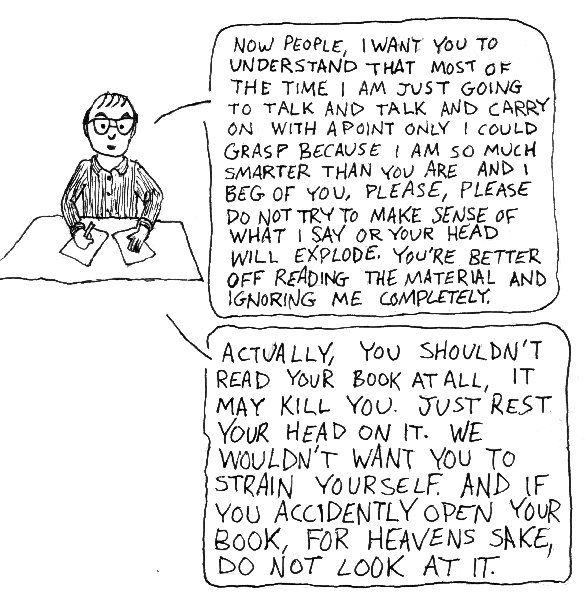 NOW PEOPLE, I WANT YOU TO
UNDERSTAND THAT MOST OF
THE TIME I AM JUST GOING
TO TALK AND TALK AND CARRY
ON WITH A POINT ONLY I COULD
GRASP BECAUSE I AM SO MUCH
SMARTER THAN YOU ARE AND I
BEG OF YOU, PLEASE, PLEASE
DO NOT TRY TO MAKE SENSE OF
WHAT I SAY OR YOUR HEAD
WILL EXPLODE. YOU'RE BETTER
OFF READING THE MATERIAL AND
IGNORING ME COMPLETELY.
ACTUALLY, YOU SHOULDN'T
READ YOUR BOOK AT ALL, IT
MAY KILL YOU. JUST REST
YOUR HEAD ON IT. WE
WOULDN'T WANT YOU TO
STRAIN YOURSELF. AND IF
YOU ACCIDENTLY OPEN YOUR
BOOK, FOR HEAVENS SAKE,
DO NOT LOOK AT IT.